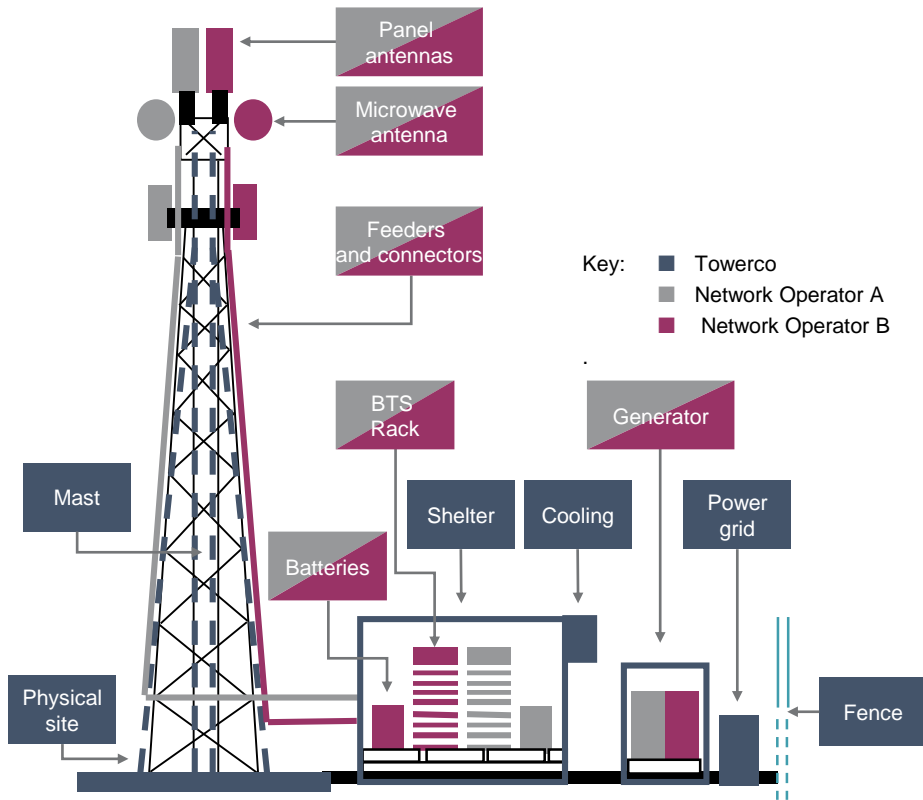 Panel
antennas
Microwave
antenna
Feeders
and connectors
Key:
Towerco
Network Operator A
Network Operator B
.
BTS
Rack
Generator
Mast
Shelter
Cooling
Power
grid
Batteries
Physical
site
Fence